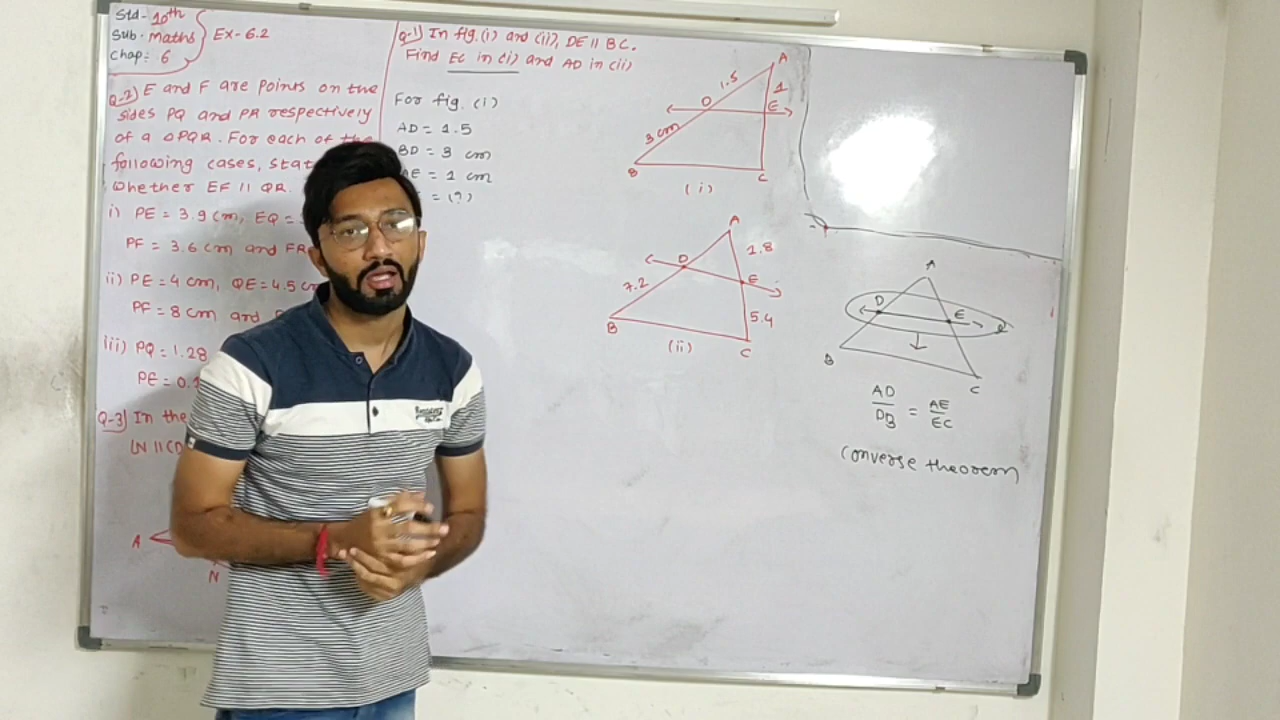 Std- 10th
Sub. maths
Chap: 6
Ex-6.2
Q-2) E and F are points on the
sides PQ and PR respectively
of a △PQR. For each of the
following cases, stat
whether EF || QR.
i) PE = 3.9 cm, EQ =
PF = 3.6 cm and FR
ii) PE = 4 cm, QE = 4.5 cm
PF = 8 cm and
iii) PQ = 1.28
PE = 0.1
Q-3) In the
LN || CD
A
N
Q-1) In fig.(i) and (ii), DE || BC.
Find EC in (i) and AD in (ii)
For fig. (i)
AD = 1.5
BD = 3 cm
AE = 1 cm
= (?)
A
1.5
1
D
E
3 cm
B
C
(i)
A
1.8
D
E
7.2
5.4
B
C
(ii)
A
D
E
l
B
C
AD/DB = AE/EC
converse theorem